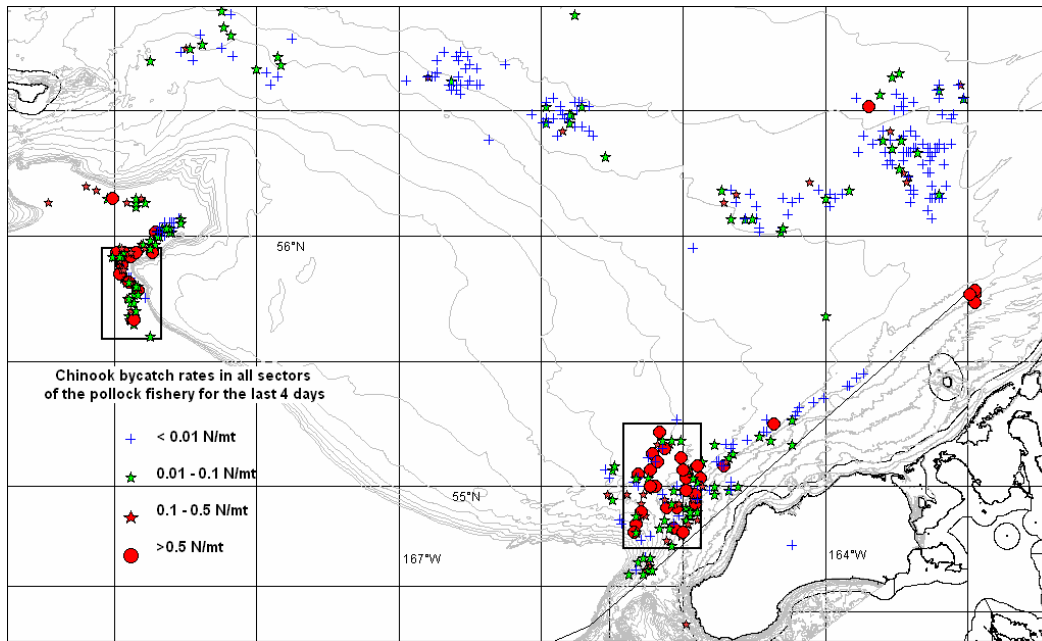 56°N
Chinook bycatch rates in all sectors
of the pollock fishery for the last 4 days
< 0.01 N/mt
0.01 - 0.1 N/mt
0.1 - 0.5 N/mt
>0.5 N/mt
55°N
167°W
164°W